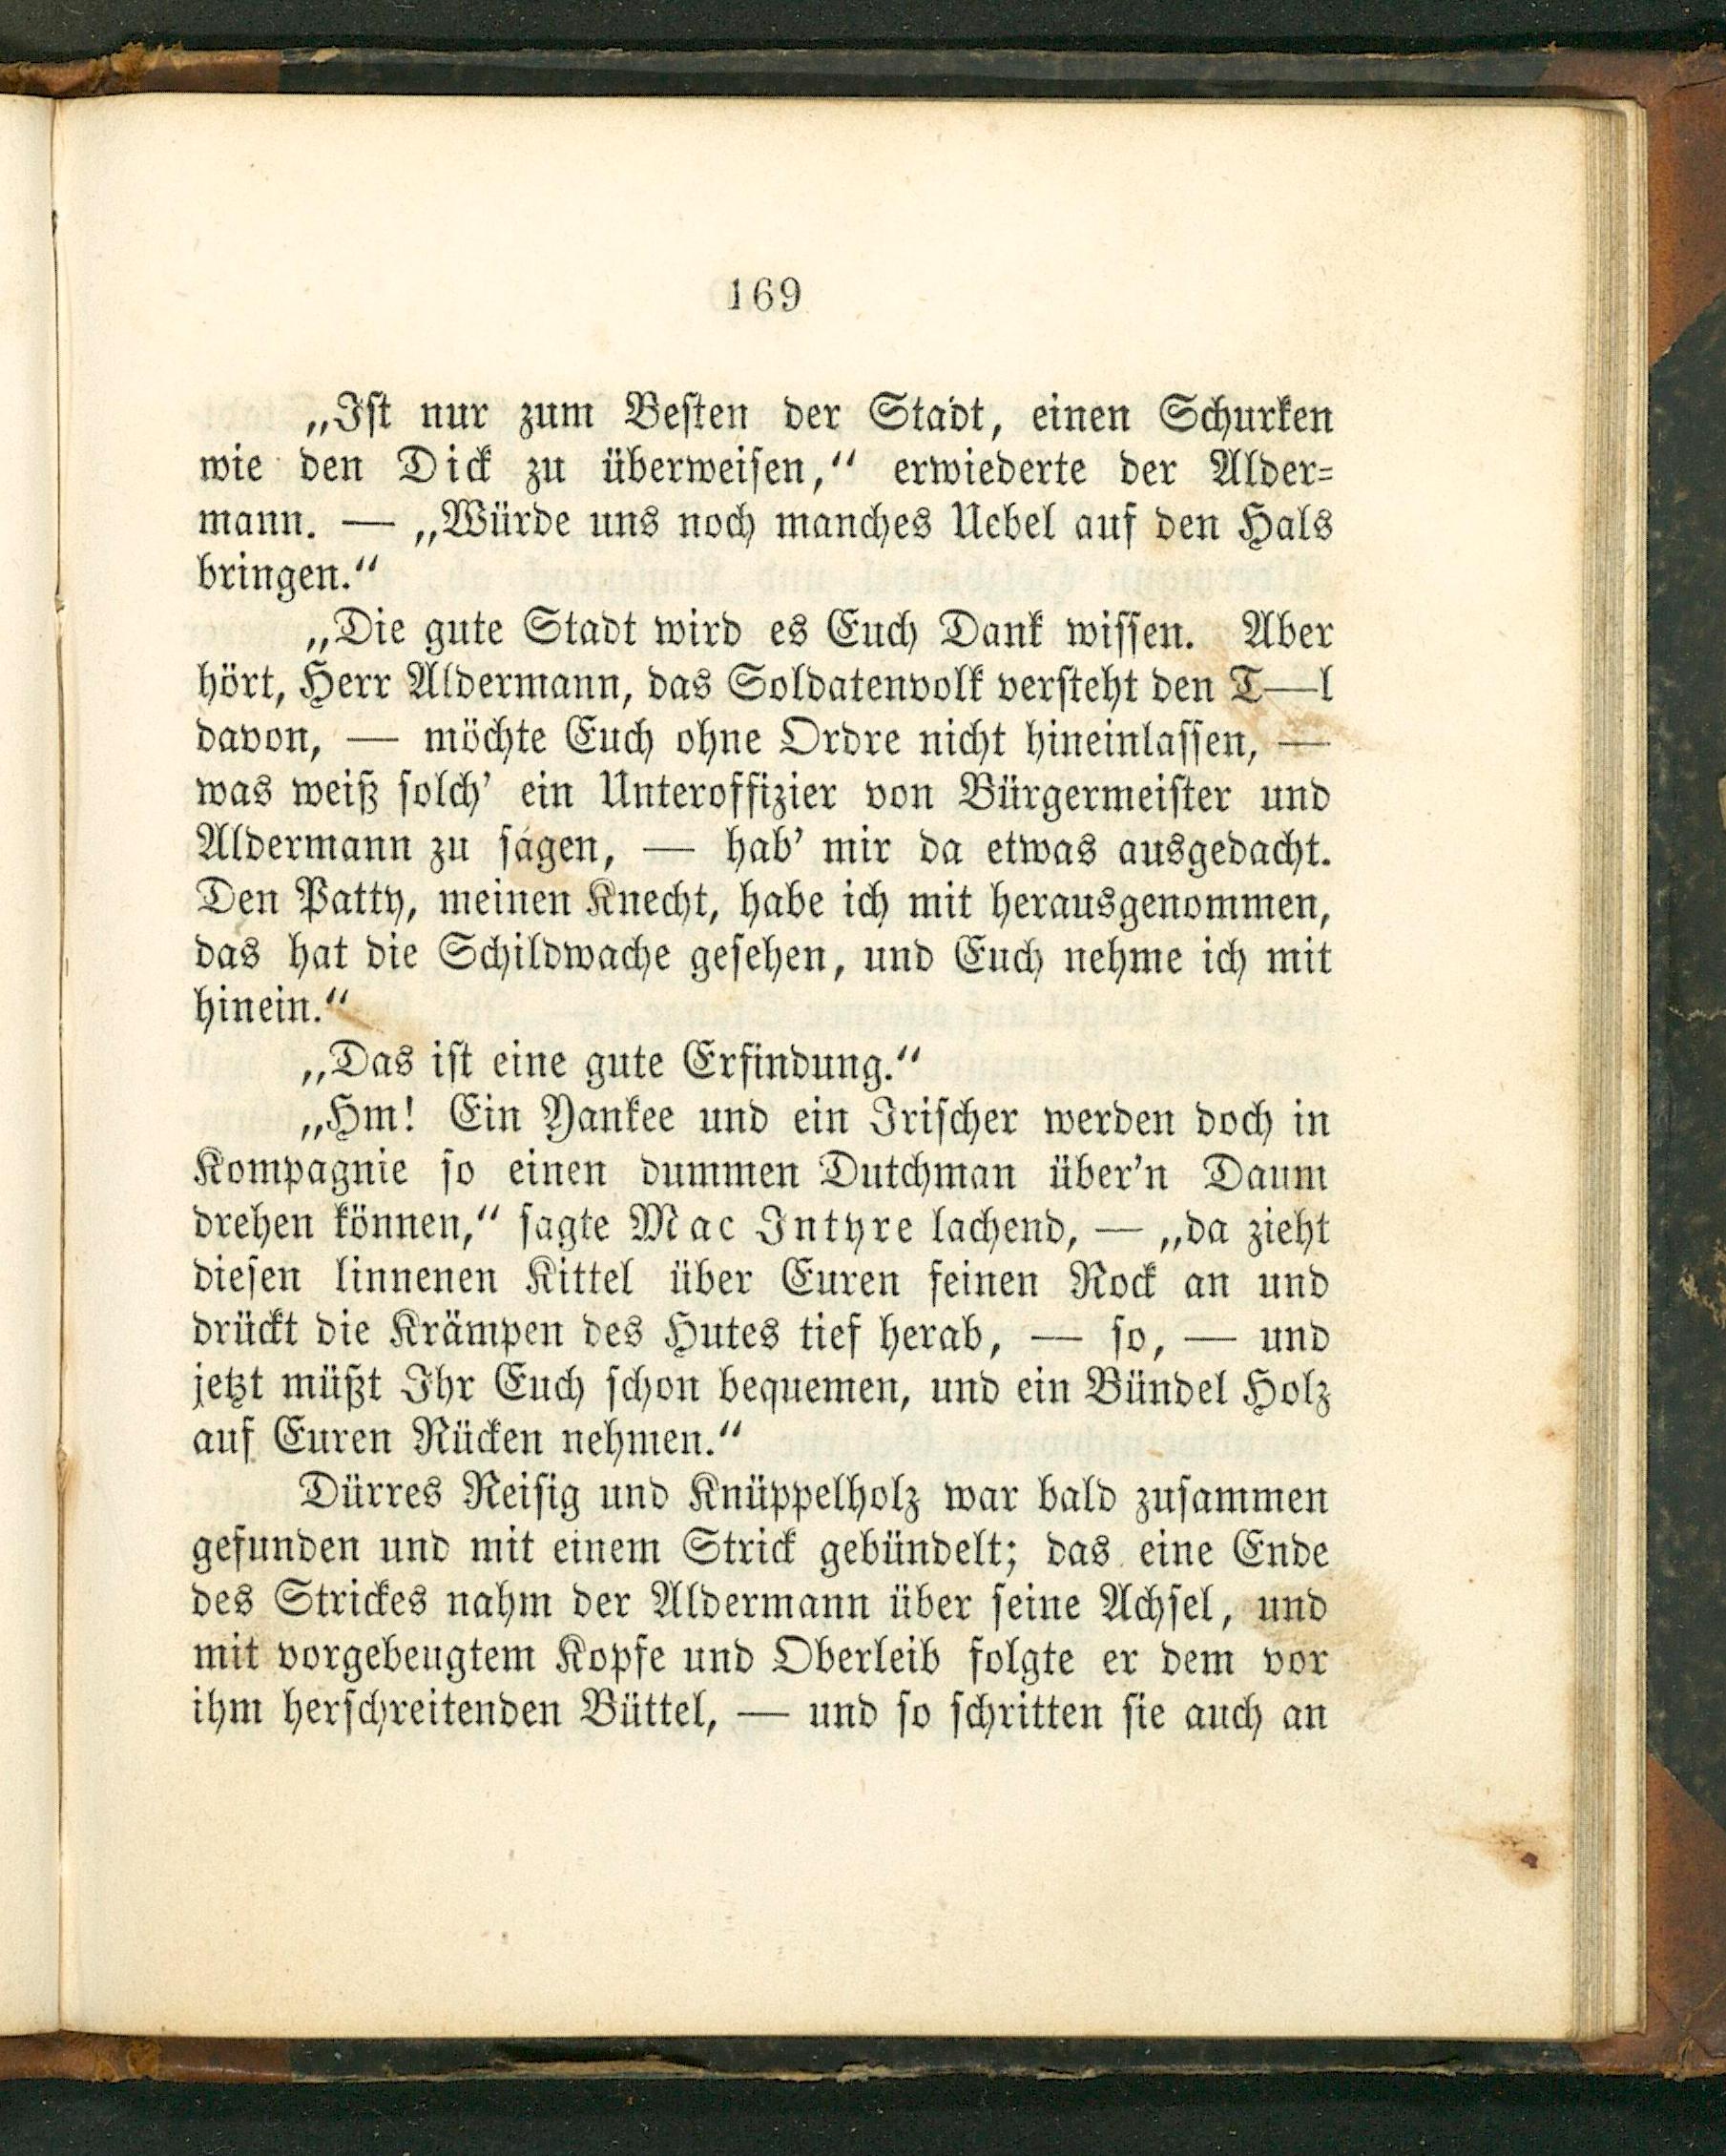 169
„Ist nur zum Besten der Stadt, einen Schurken
wie den Dick zu überweisen,“ erwiederte der Alder=
mann. — „Würde uns noch manches Uebel auf den Hals
bringen.“
„Die gute Stadt wird es Euch Dank wissen. Aber
hört, Herr Aldermann, das Soldatenvolk versteht den T—l
davon, — möchte Euch ohne Ordre nicht hineinlassen, —
was weiß solch’ ein Unteroffizier von Bürgermeister und
Aldermann zu sagen, — hab’ mir da etwas ausgedacht.
Den Patty, meinen Knecht, habe ich mit herausgenommen,
das hat die Schildwache gesehen, und Euch nehme ich mit
hinein.“
„Das ist eine gute Erfindung.“
„Hm! Ein Yankee und ein Irischer werden doch in
Kompagnie so einen dummen Dutchman über’n Daum
drehen können,“ sagte Mac Intyre lachend, — „da zieht
diesen linnenen Kittel über Euren feinen Rock an und
drückt die Krämpen des Hutes tief herab, — so, — und
jetzt müßt Ihr Euch schon bequemen, und ein Bündel Holz
auf Euren Rücken nehmen.“
Dürres Reisig und Knüppelholz war bald zusammen
gefunden und mit einem Strick gebündelt; das eine Ende
des Strickes nahm der Aldermann über seine Achsel, und
mit vorgebeugtem Kopfe und Oberleib folgte er dem vor
ihm herschreitenden Büttel, — und so schritten sie auch an